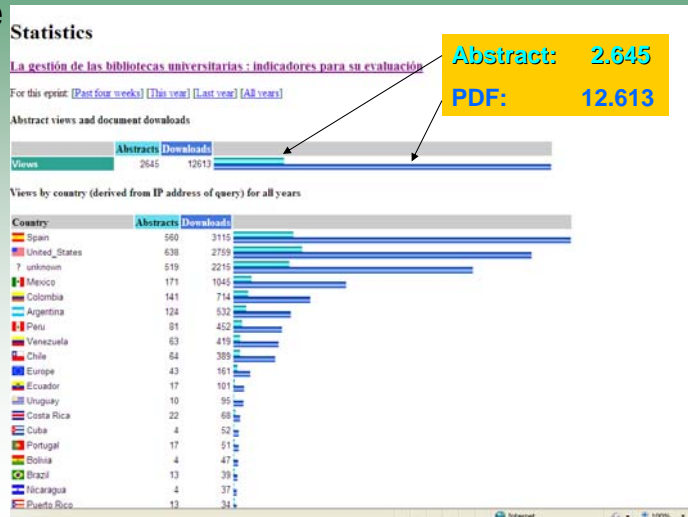 e
Statistics
La gestión de las bibliotecas universitarias : indicadores para su evaluación
Abstract: 2.645
PDF: 12.613
For this eprint: [Past four weeks] [This year] [Last year] [All years]
Abstract views and document downloads
Abstracts Downloads
Views 2645 12613
Views by country (derived from IP address of query) for all years
Country Abstracts Downloads
Spain 560 3115
United_States 638 2759
? unknown 519 2215
Mexico 171 1045
Colombia 141 714
Argentina 124 532
Peru 81 452
Venezuela 63 419
Chile 64 389
Europe 43 161
Ecuador 17 101
Uruguay 10 95
Costa Rica 22 68
Cuba 4 52
Portugal 17 51
Bolivia 4 47
Brazil 13 39
Nicaragua 4 37
Puerto Rico 13 34
Internet 100%